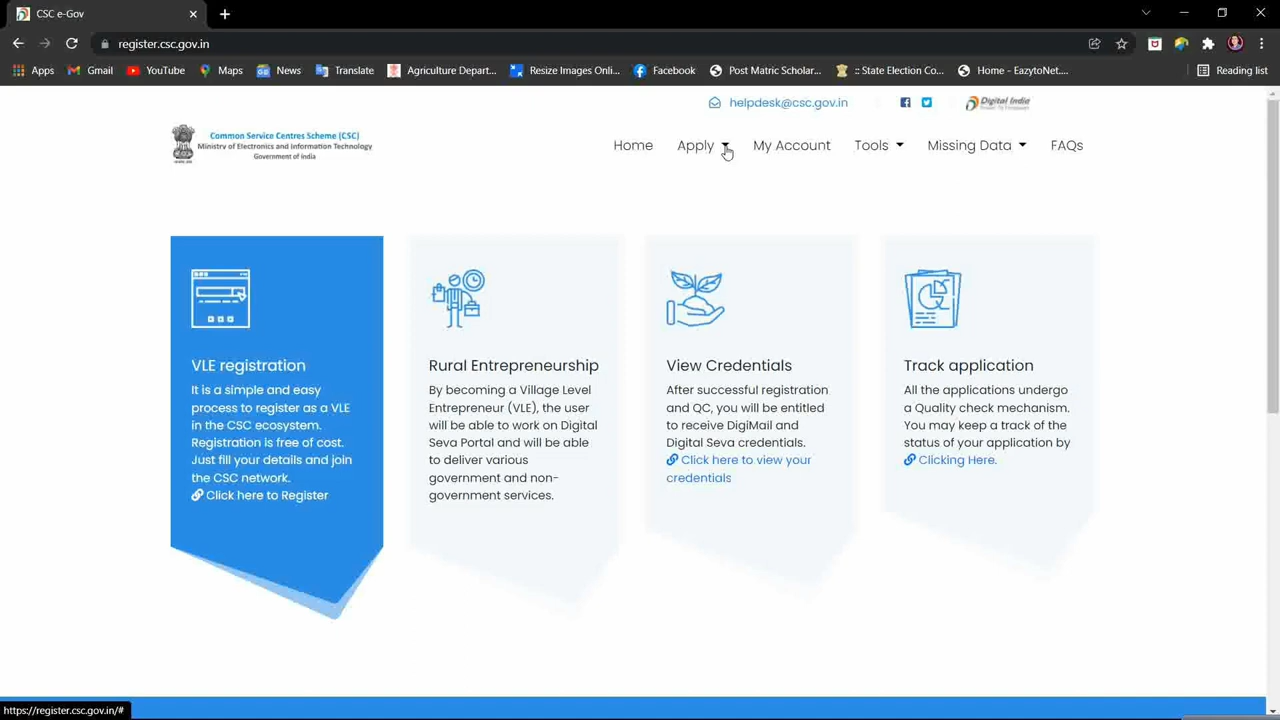 CSC e-Gov
register.csc.gov.in
Apps Gmail YouTube Maps News Translate Agriculture Depart... Resize Images Onli... Facebook Post Matric Scholar... :: State Election Co... Home - EazytoNet.... Reading list
helpdesk@csc.gov.in Digital India
Common Service Centres Scheme (CSC)
Ministry of Electronics and Information Technology
Government of India
Home Apply My Account Tools Missing Data FAQs
VLE registration
It is a simple and easy
process to register as a VLE
in the CSC ecosystem.
Registration is free of cost.
Just fill your details and join
the CSC network.
Click here to Register
Rural Entrepreneurship
By becoming a Village Level
Entrepreneur (VLE), the user
will be able to work on Digital
Seva Portal and will be able
to deliver various
government and non-
government services.
View Credentials
After successful registration
and QC, you will be entitled
to receive DigiMail and
Digital Seva credentials.
Click here to view your
credentials
Track application
All the applications undergo
a Quality check mechanism.
You may keep a track of the
status of your application by
Clicking Here.
https://register.csc.gov.in/#